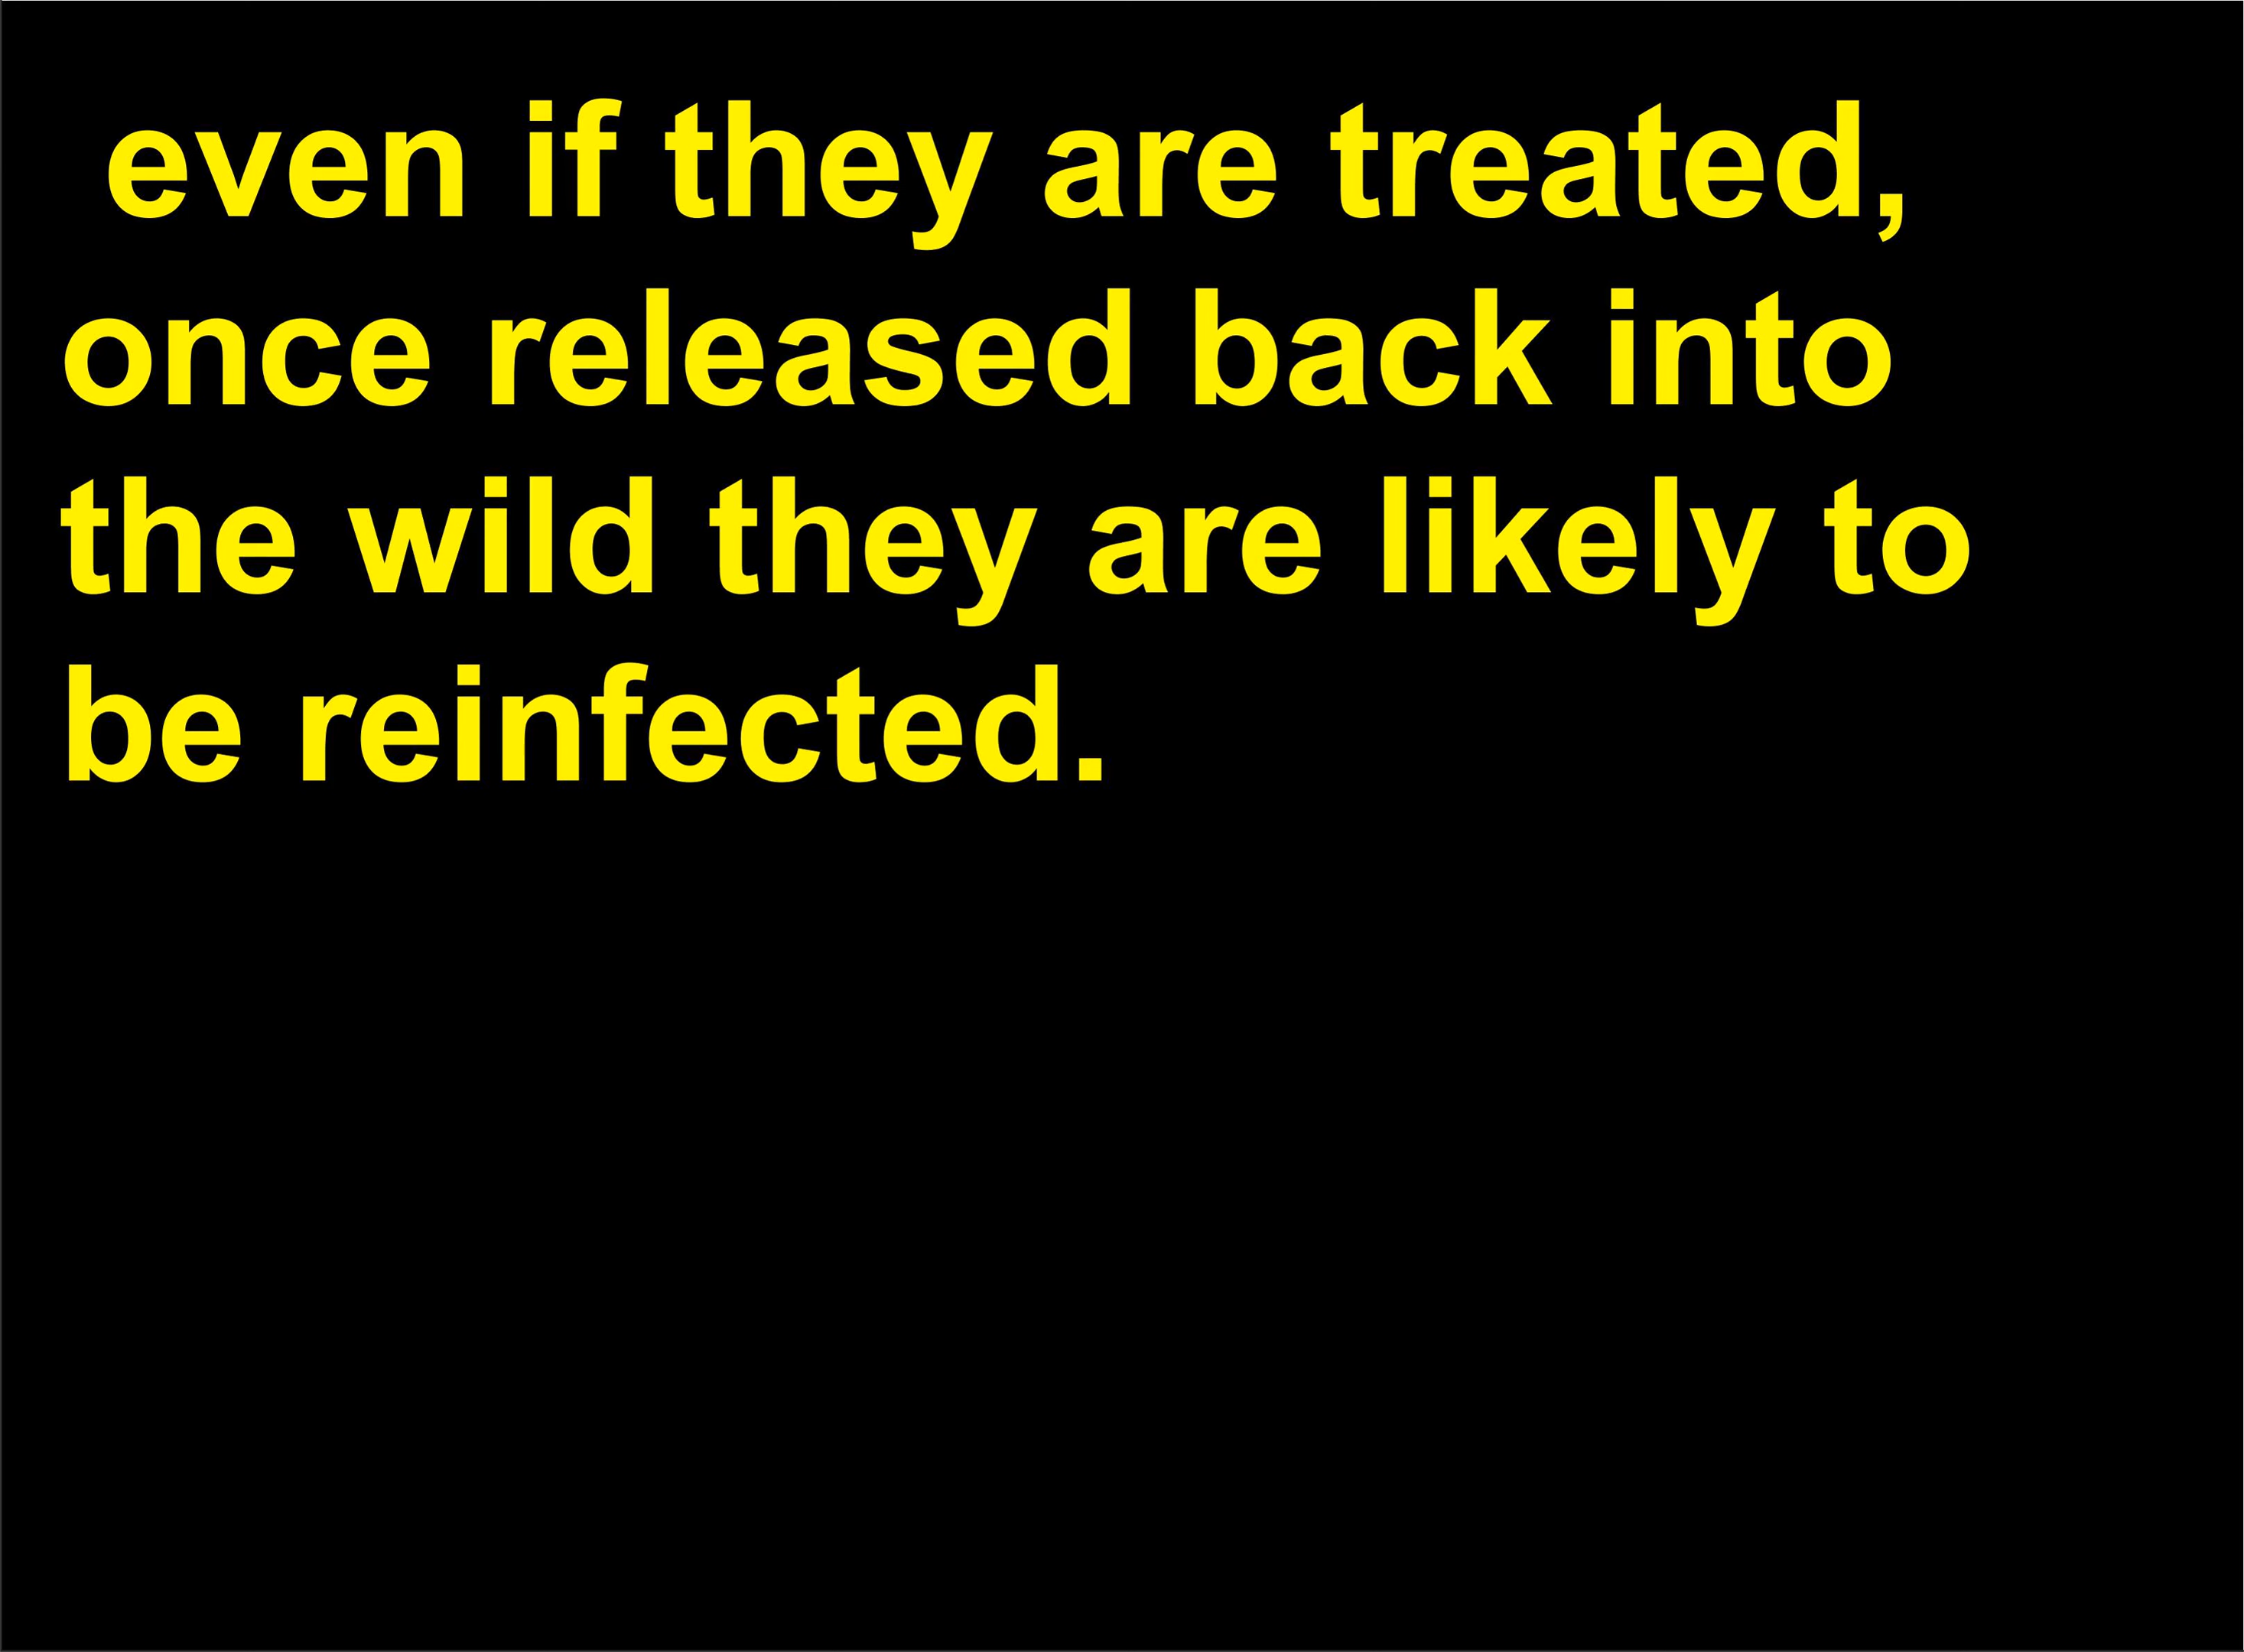 even if they are treated,
once released back into
the wild they are likely to
be reinfected.